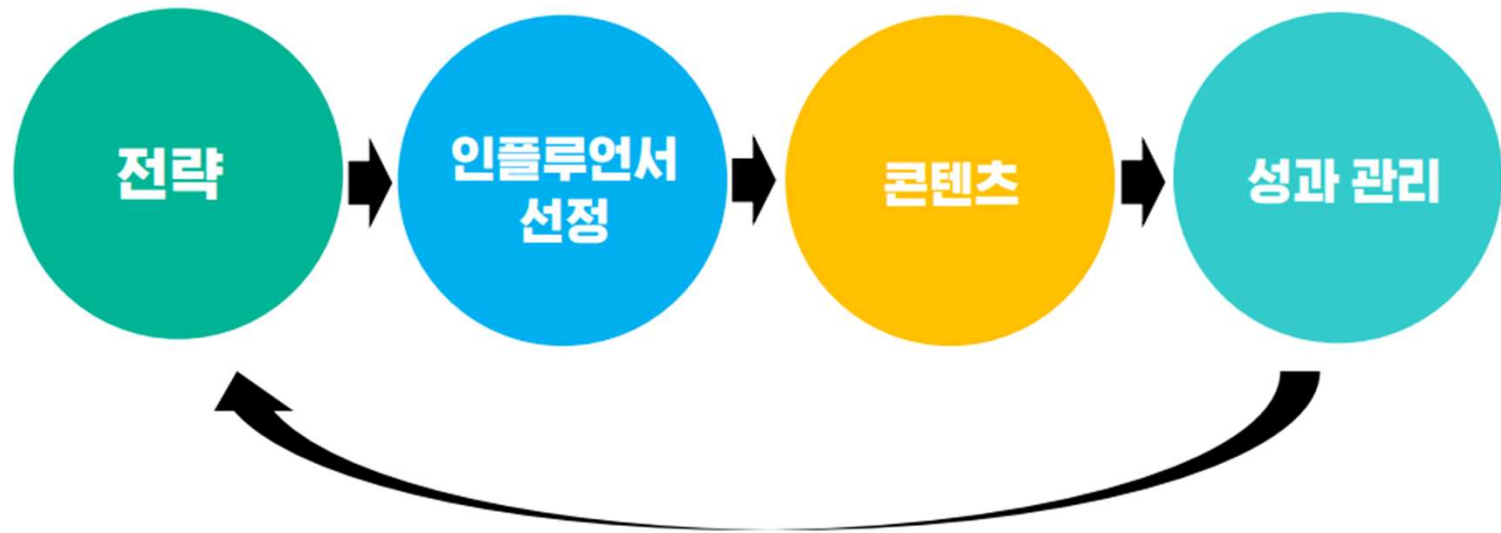 전략
인플루언서
선정
콘텐츠
성과 관리